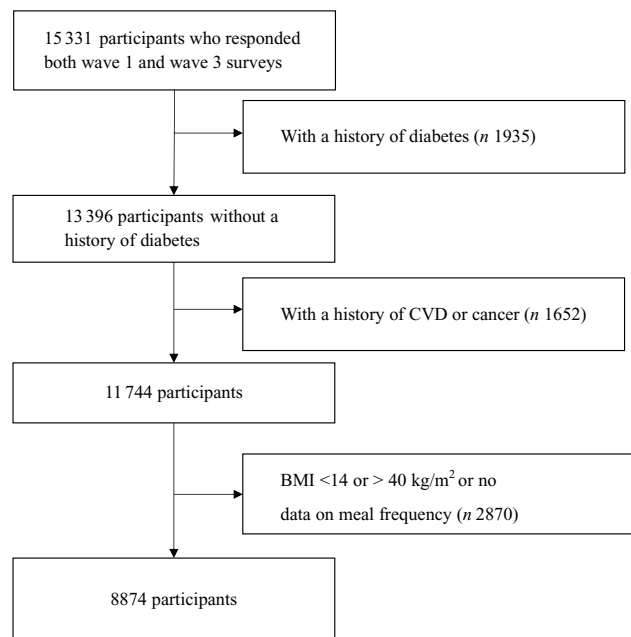 15 331 participants who responded
both wave 1 and wave 3 surveys
With a history of diabetes (n 1935)
13 396 participants without a
history of diabetes
With a history of CVD or cancer (n 1652)
11 744 participants
BMI <14 or > 40 kg/m² or no
data on meal frequency (n 2870)
8874 participants